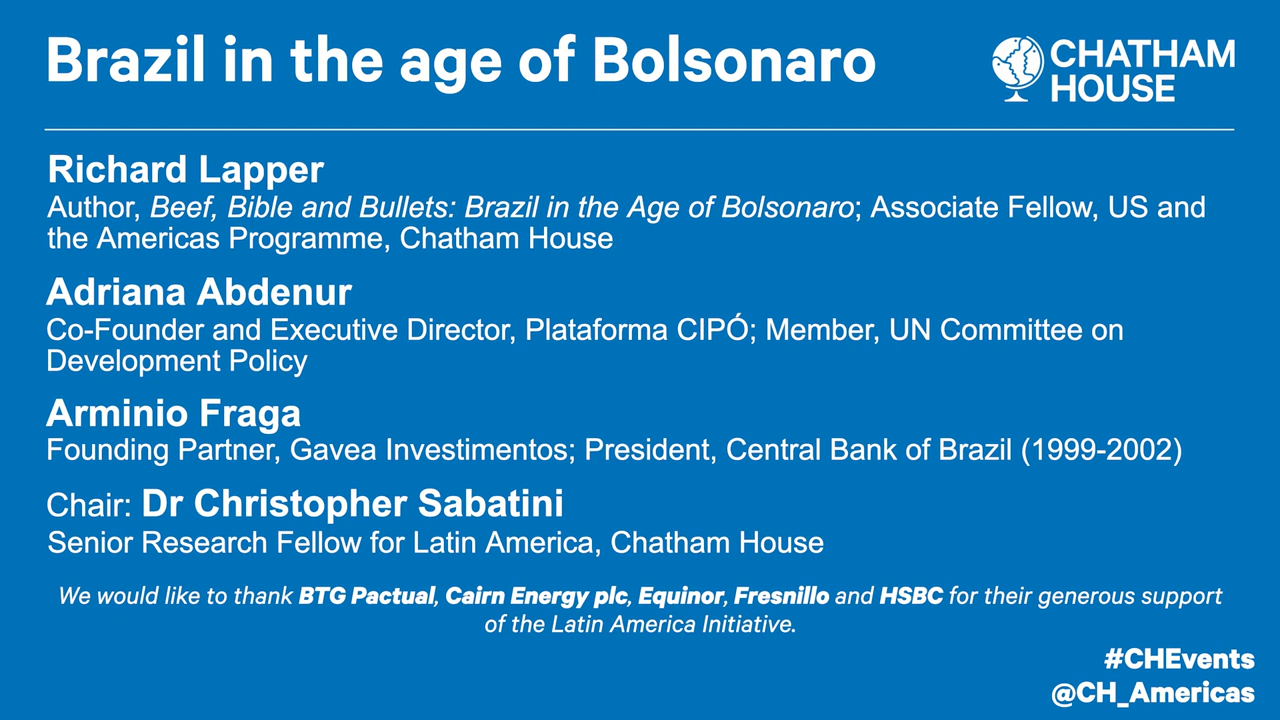 Brazil in the age of Bolsonaro
CHATHAM
HOUSE
Richard Lapper
Author, Beef, Bible and Bullets: Brazil in the Age of Bolsonaro; Associate Fellow, US and
the Americas Programme, Chatham House
Adriana Abdenur
Co-Founder and Executive Director, Plataforma CIPÓ; Member, UN Committee on
Development Policy
Arminio Fraga
Founding Partner, Gavea Investimentos; President, Central Bank of Brazil (1999-2002)
Chair: Dr Christopher Sabatini
Senior Research Fellow for Latin America, Chatham House
We would like to thank BTG Pactual, Cairn Energy plc, Equinor, Fresnillo and HSBC for their generous support
of the Latin America Initiative.
#CHEvents
@CH_Americas